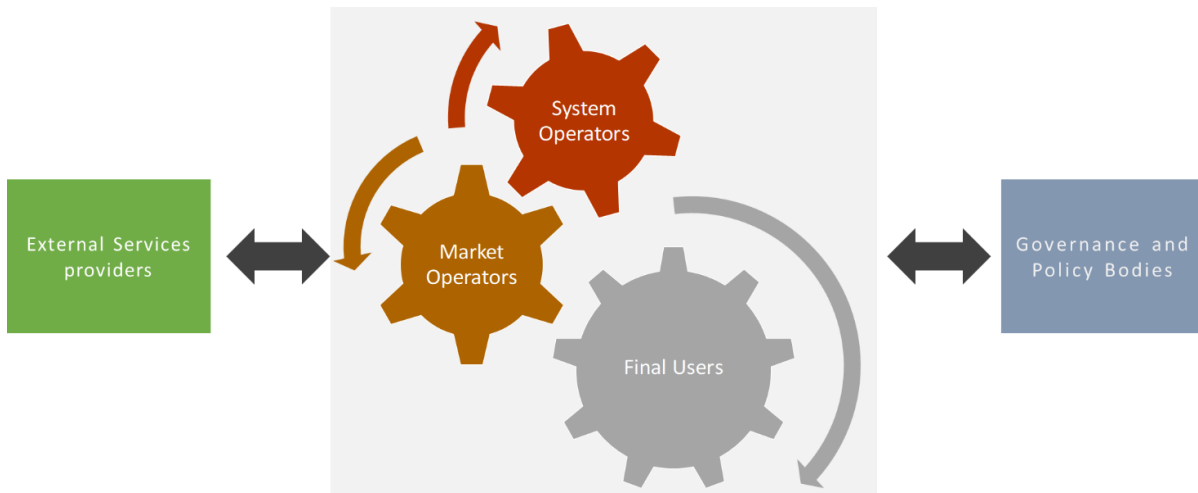 System
Operators
External Services
providers
Market
Operators
Governance and
Policy Bodies
Final Users